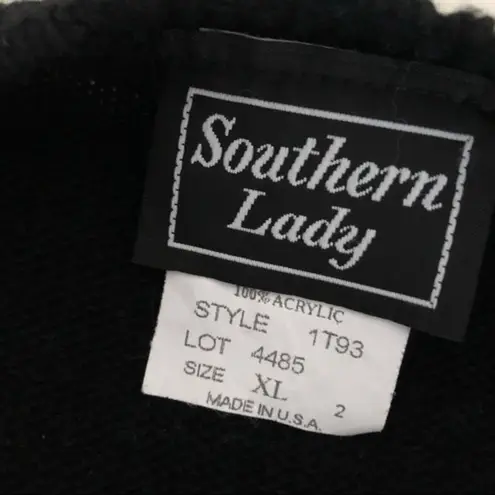 Southern
Lady
100% ACRYLIC
STYLE 1T93
LOT 4485
SIZE XL 2
MADE IN U.S.A.